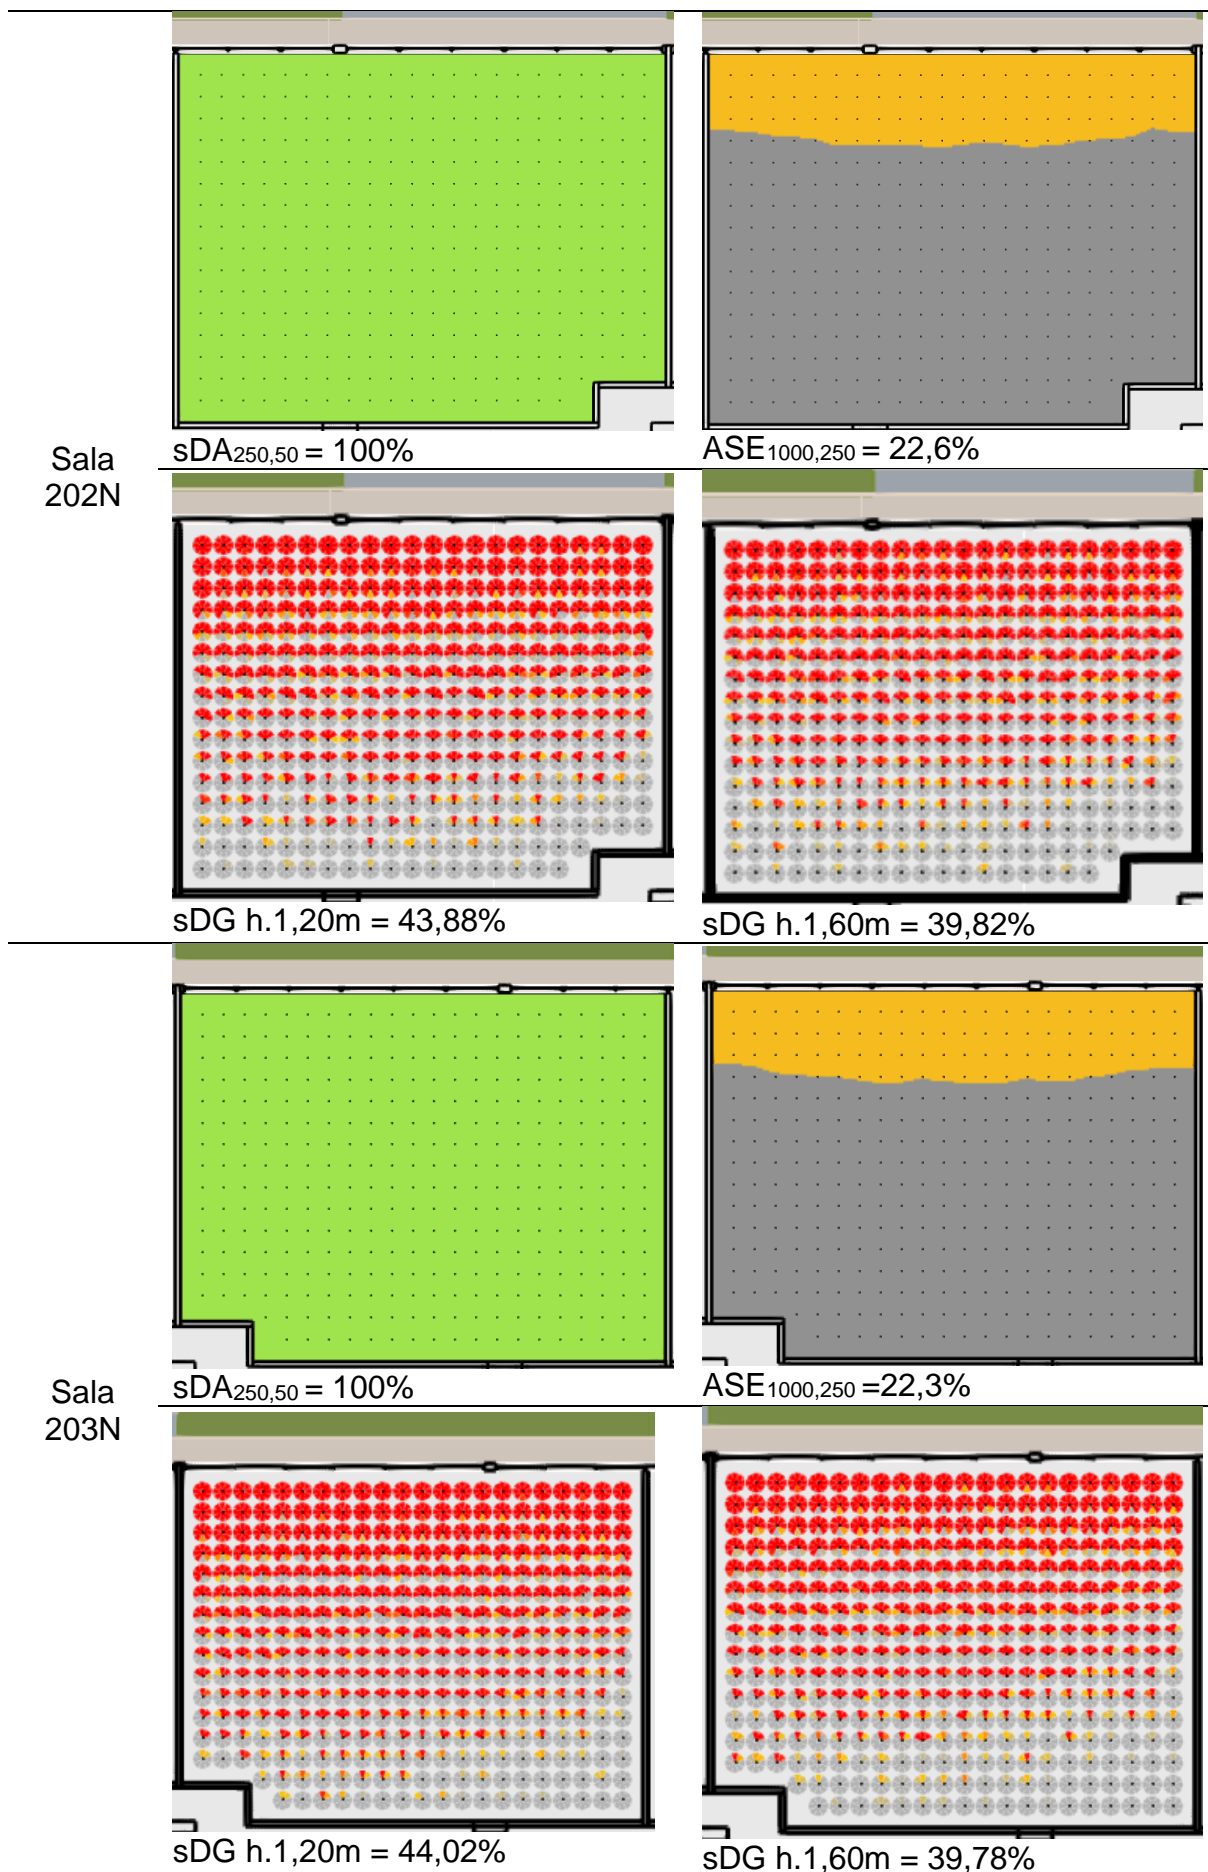 sDA250,50 = 100%
ASE1000,250 = 22,6%
Sala
202N
sDG h.1,20m = 43,88%
sDG h.1,60m = 39,82%
sDA250,50 = 100%
ASE1000,250 =22,3%
Sala
203N
sDG h.1,20m = 44,02%
sDG h.1,60m = 39,78%